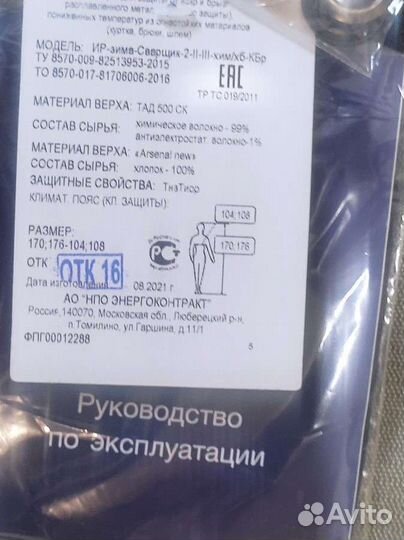 расплавленного метал
пониженных температур из огнестойких материалов
(куртка, брюки, шлем)
МОДЕЛЬ: ИР-зима-Сварщик-2-II-III-хим/хб-КБр
ТУ 8570-009-82513953-2015
ТО 8570-017-81706006-2016
ЕАС
ТР ТС 019/2011
МАТЕРИАЛ ВЕРХА: ТАД 500 СК
СОСТАВ СЫРЬЯ: химическое волокно - 99%
антиэлектростат. волокно-1%
МАТЕРИАЛ ВЕРХА: «Arsenal new»
СОСТАВ СЫРЬЯ: хлопок - 100%
ЗАЩИТНЫЕ СВОЙСТВА: ТнвТиор
КЛИМАТ. ПОЯС (КЛ. ЗАЩИТЫ):
104;108
170;176
РАЗМЕР:
170;176-104;108
ОТК ОТК 16
Дата изготовления 08.2021 г.
АО "НПО ЭНЕРГОКОНТРАКТ"
Россия, 140070, Московская обл., Люберецкий р-н,
п.Томилино, ул.Гаршина, д.11/1
ФПГ00012288
5
Руководство
по эксплуатации
Avito